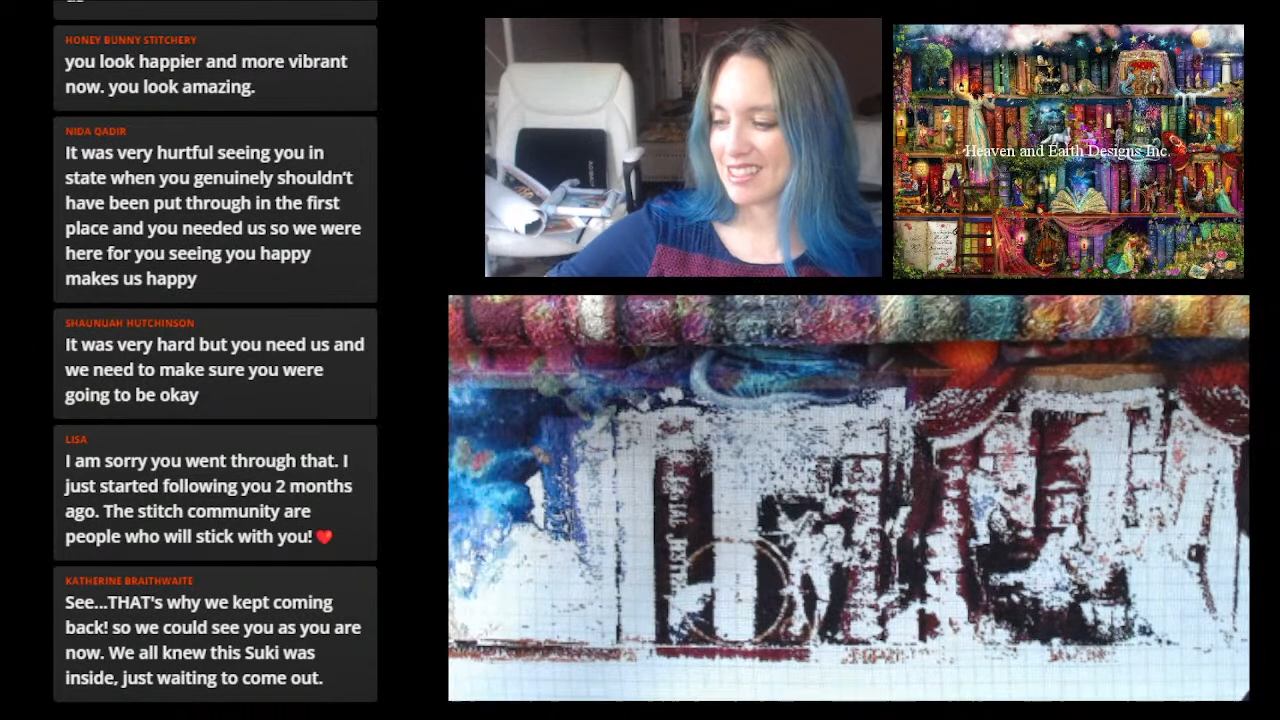 HONEY BUNNY STITCHERY
you look happier and more vibrant
now. you look amazing.
NIDA QADIR
It was very hurtful seeing you in
state when you genuinely shouldn't
have been put through in the first
place and you needed us so we were
here for you seeing you happy
makes us happy
SHAUNUAH HUTCHINSON
It was very hard but you need us and
we need to make sure you were
going to be okay
LISA
I am sorry you went through that. I
just started following you 2 months
ago. The stitch community are
people who will stick with you!
KATHERINE BRAITHWAITE
See...THAT's why we kept coming
back! so we could see you as you are
now. We all knew this Suki was
inside, just waiting to come out.
Heaven and Earth Designs Inc.